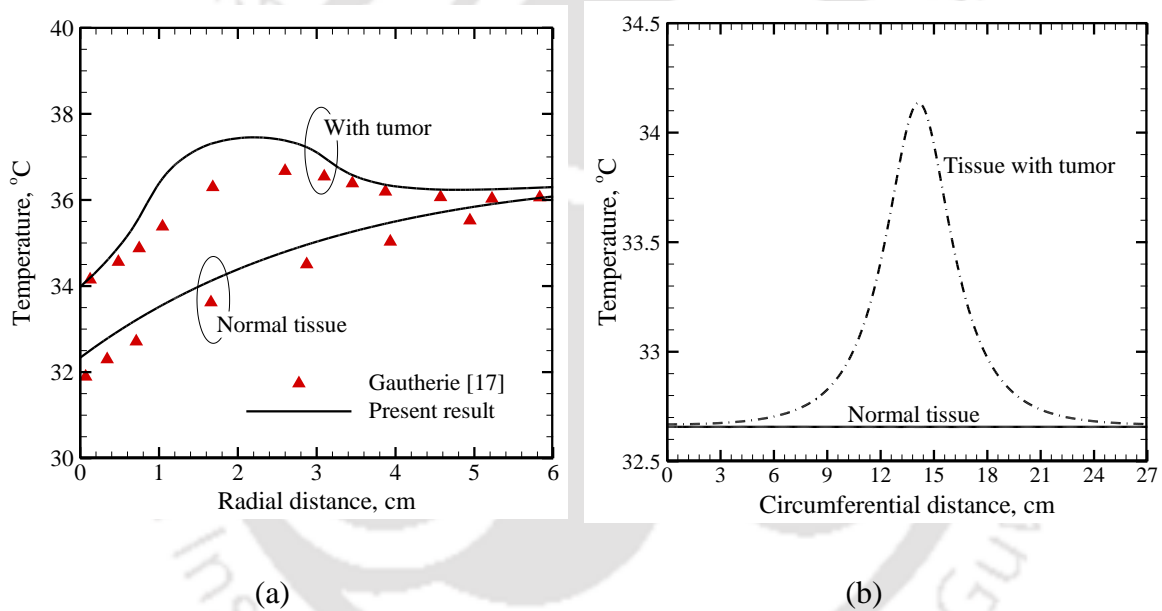 40
38
36
34
32
30
Temperature, °C
With tumor
Normal tissue
Gautherie [17]
Present result
0 1 2 3 4 5 6
Radial distance, cm
(a)
34.5
34
33.5
33
32.5
Temperature, °C
Tissue with tumor
Normal tissue
0 3 6 9 12 15 18 21 24 27
Circumferential distance, cm
(b)